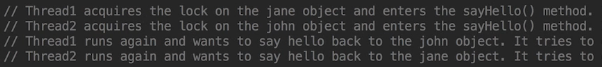 // Thread1 acquires the lock on the jane object and enters the sayHello() method.
// Thread2 acquires the lock on the john object and enters the sayHello() method.
// Thread1 runs again and wants to say hello back to the john object. It tries to
// Thread2 runs again and wants to say hello back to the jane object. It tries to